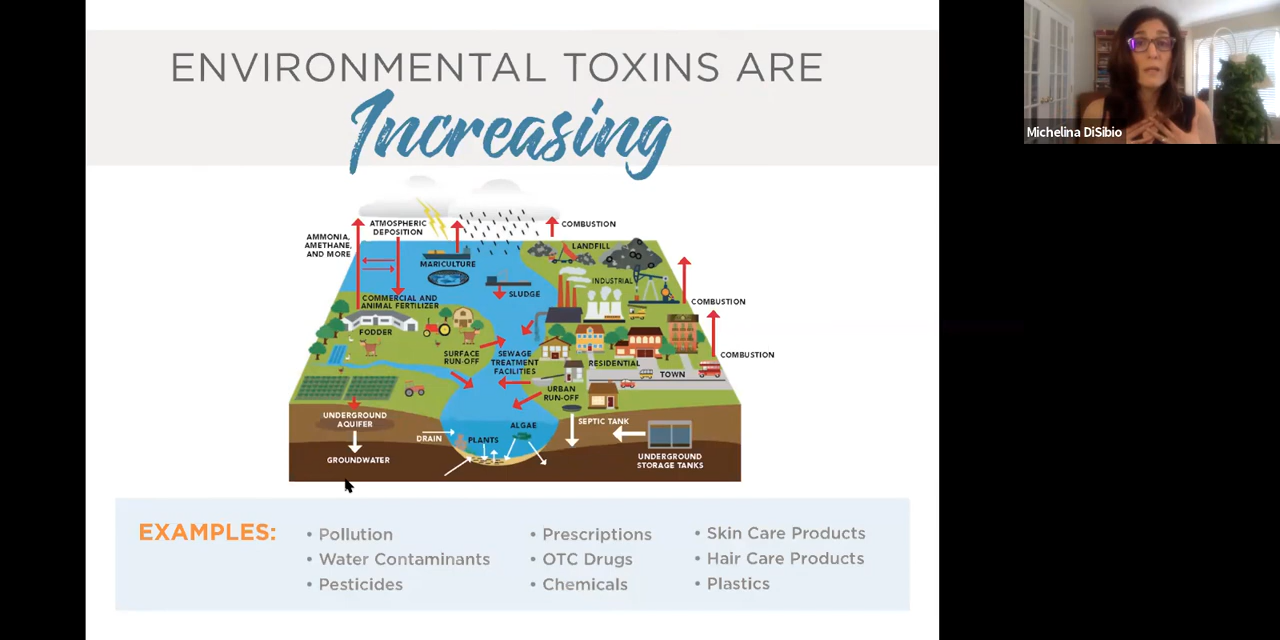 ENVIRONMENTAL TOXINS ARE
Increasing
Michelina DiSibio
AMMONIA,
AMETHANE,
AND MORE
ATMOSPHERIC
DEPOSITION
COMBUSTION
MARICULTURE
LANDFILL
SLUDGE
INDUSTRIAL
COMMERCIAL AND
ANIMAL FERTILIZER
COMBUSTION
FODDER
SURFACE
RUN-OFF
SEWAGE
TREATMENT
FACILITIES
RESIDENTIAL
COMBUSTION
TOWN
URBAN
RUN-OFF
UNDERGROUND
AQUIFER
SEPTIC TANK
ALGAE
DRAIN
PLANTS
GROUNDWATER
UNDERGROUND
STORAGE TANKS
EXAMPLES:
• Pollution
• Water Contaminants
• Pesticides
• Prescriptions
• OTC Drugs
• Chemicals
• Skin Care Products
• Hair Care Products
• Plastics